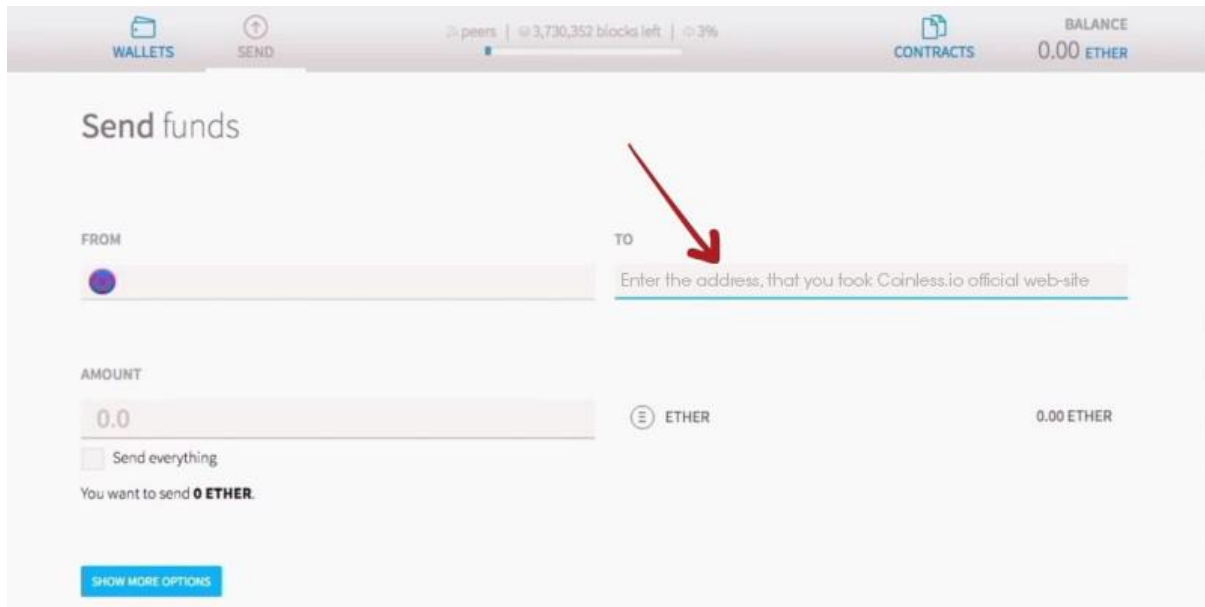 WALLETS
SEND
peers | 3,730,352 blocks left | 3%
CONTRACTS
BALANCE
0.00 ETHER
Send funds
FROM
TO
Enter the address, that you took Coinless.io official web-site
AMOUNT
0.0
ETHER
0.00 ETHER
Send everything
You want to send 0 ETHER.
SHOW MORE OPTIONS